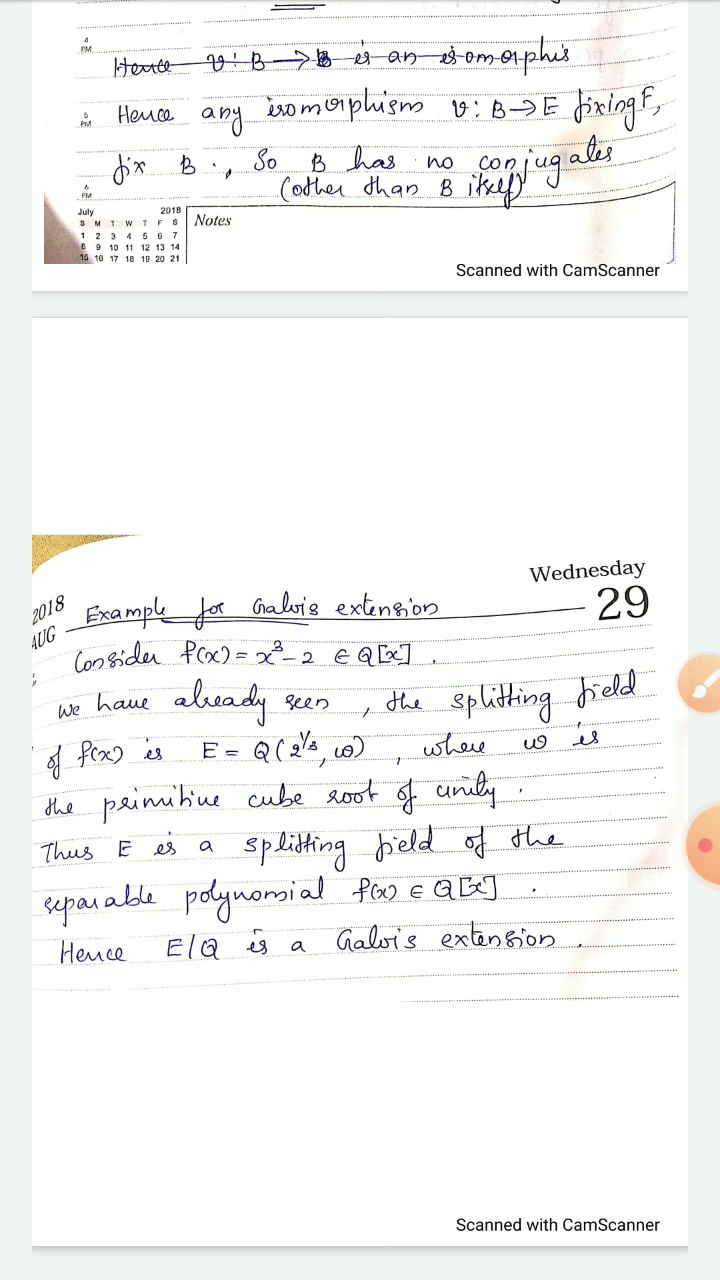 4
PM
Hence v : B → B is an isomorphis
5
PM
Hence any isomorphism v : B → E fixing F,
fix B ., So B has no conjugates
(other than B itself)
6
PM
July 2018
S M T W T F S
1 2 3 4 5 6 7
8 9 10 11 12 13 14
15 16 17 18 19 20 21
Notes
Scanned with CamScanner
Wednesday
29
2018
AUG
Example for Galois extension
Consider f(x) = x³ - 2 ∈ Q[x] .
We have already seen , the splitting field
of f(x) is E = Q(2^{1/3}, ω) , where ω is
the primitive cube root of unity .
Thus E is a splitting field of the
separable polynomial f(x) ∈ Q[x] .
Hence E/Q is a Galois extension .
Scanned with CamScanner